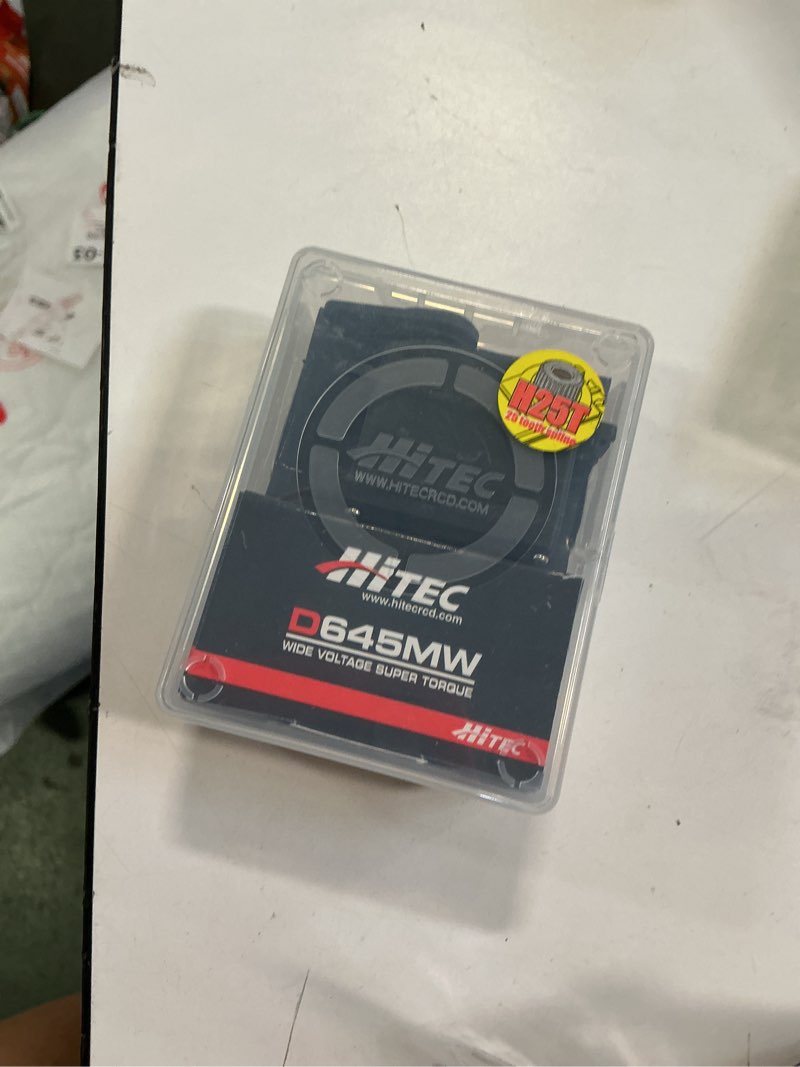 H25T
25 tooth spline
HiTEC
WWW.HITECRCD.COM
HiTEC
www.hitecrcd.com
D645MW
WIDE VOLTAGE SUPER TORQUE
HiTEC